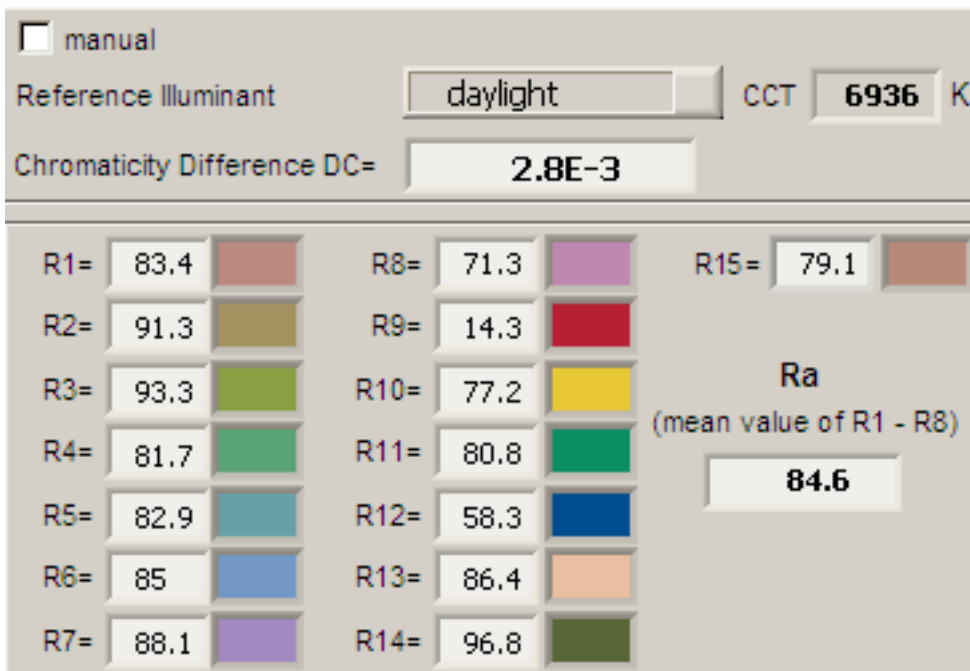 manual
Reference Illuminant daylight CCT 6936 K
Chromaticity Difference DC= 2.8E-3
R1= 83.4 R8= 71.3 R15= 79.1
R2= 91.3 R9= 14.3
R3= 93.3 R10= 77.2 Ra
(mean value of R1 - R8)
R4= 81.7 R11= 80.8
84.6
R5= 82.9 R12= 58.3
R6= 85 R13= 86.4
R7= 88.1 R14= 96.8